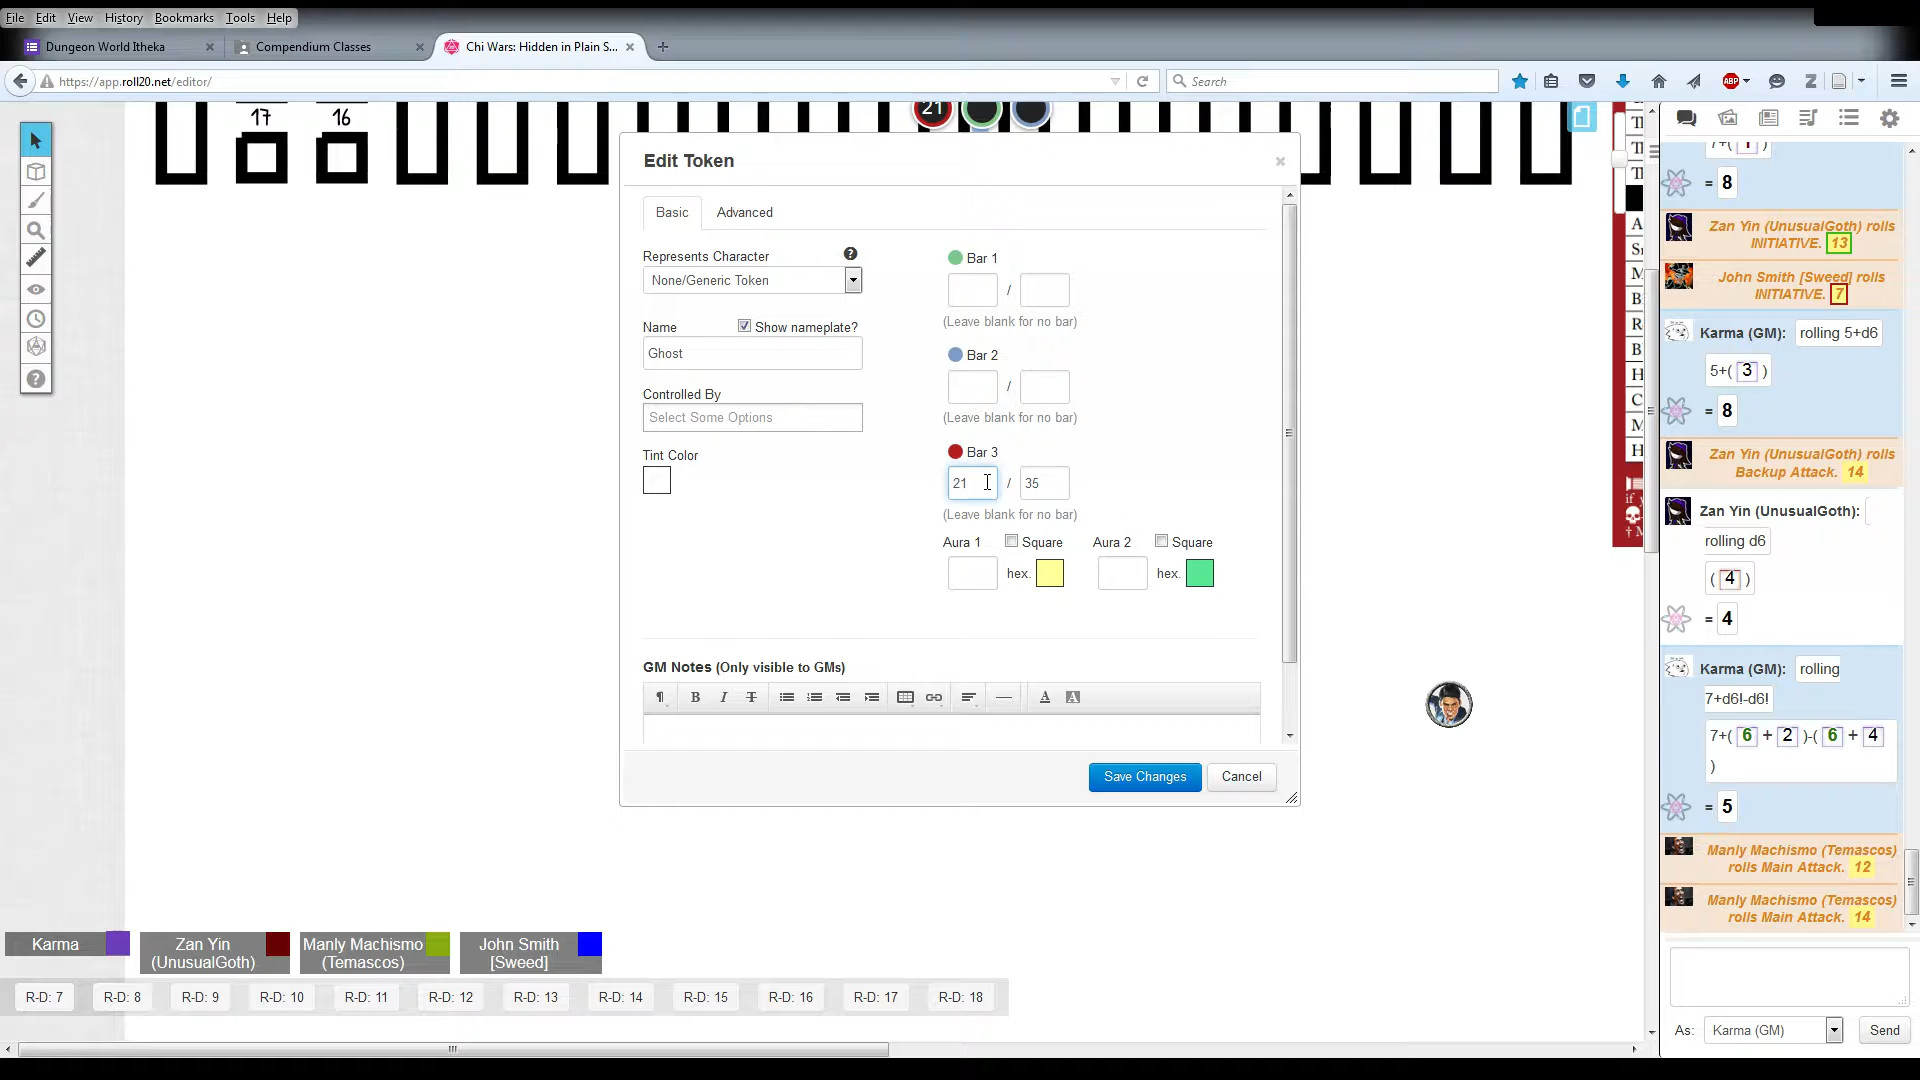 File Edit View History Bookmarks Tools Help
Dungeon World Itheka
Compendium Classes
Chi Wars: Hidden in Plain S...
https://app.roll20.net/editor/
Search
ABP
17
16
21
Edit Token
Basic
Advanced
Represents Character
None/Generic Token
Name
Show nameplate?
Ghost
Controlled By
Select Some Options
Tint Color
Bar 1
/
(Leave blank for no bar)
Bar 2
/
(Leave blank for no bar)
Bar 3
21 / 35
(Leave blank for no bar)
Aura 1 Square Aura 2 Square
hex. hex.
GM Notes (Only visible to GMs)
Save Changes
Cancel
7+( 1 )
= 8
Zan Yin (UnusualGoth) rolls
INITIATIVE. 13
John Smith [Sweed] rolls
INITIATIVE. 7
Karma (GM): rolling 5+d6
5+( 3 )
= 8
Zan Yin (UnusualGoth) rolls
Backup Attack. 14
Zan Yin (UnusualGoth):
rolling d6
( 4 )
= 4
Karma (GM): rolling
7+d6!-d6!
7+( 6 + 2 )-( 6 + 4
)
= 5
Manly Machismo (Temascos)
rolls Main Attack. 12
Manly Machismo (Temascos)
rolls Main Attack. 14
As: Karma (GM)
Send
Karma
Zan Yin
(UnusualGoth)
Manly Machismo
(Temascos)
John Smith
[Sweed]
R-D: 7 R-D: 8 R-D: 9 R-D: 10 R-D: 11 R-D: 12 R-D: 13 R-D: 14 R-D: 15 R-D: 16 R-D: 17 R-D: 18